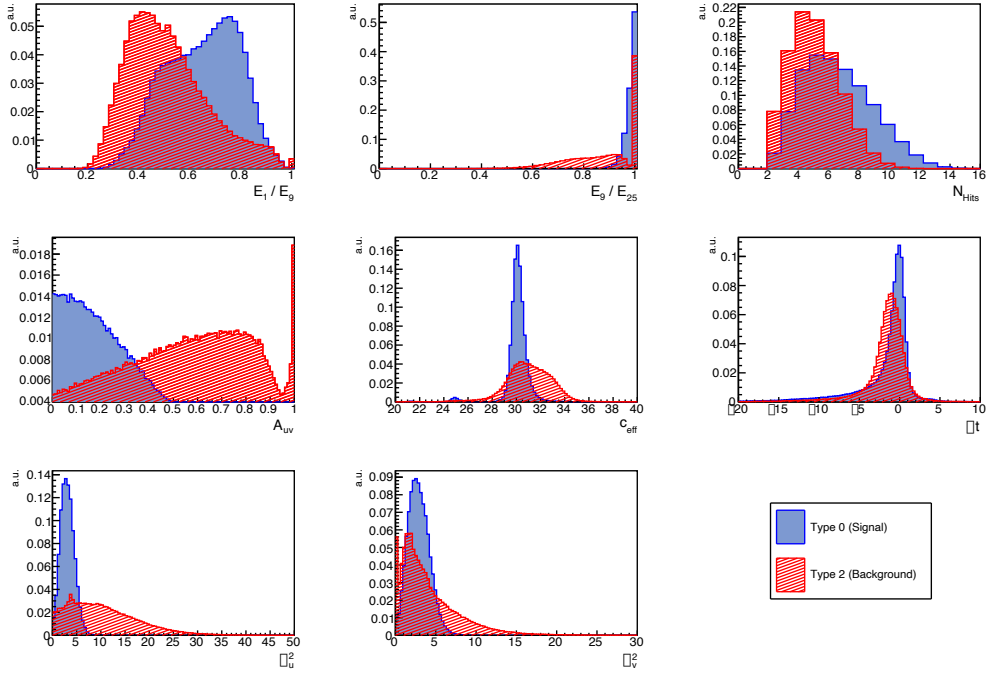 a.u.
0.05
0.04
0.03
0.02
0.01
0
0 0.2 0.4 0.6 0.8 1
E1 / E9
a.u.
0.5
0.4
0.3
0.2
0.1
0
0 0.2 0.4 0.6 0.8 1
E9 / E25
a.u.
0.22
0.2
0.18
0.16
0.14
0.12
0.1
0.08
0.06
0.04
0.02
0
0 2 4 6 8 10 12 14 16
NHits
a.u.
0.018
0.016
0.014
0.012
0.01
0.008
0.006
0.004
0 0.1 0.2 0.3 0.4 0.5 0.6 0.7 0.8 0.9 1
Auv
a.u.
0.16
0.14
0.12
0.1
0.08
0.06
0.04
0.02
0
20 22 24 26 28 30 32 34 36 38 40
ceff
a.u.
0.1
0.08
0.06
0.04
0.02
0
□20 □15 □10 □5 0 5 10
□t
a.u.
0.14
0.12
0.1
0.08
0.06
0.04
0.02
0
0 5 10 15 20 25 30 35 40 45 50
□u2
a.u.
0.09
0.08
0.07
0.06
0.05
0.04
0.03
0.02
0.01
0
0 5 10 15 20 25 30
□v2
Type 0 (Signal)
Type 2 (Background)